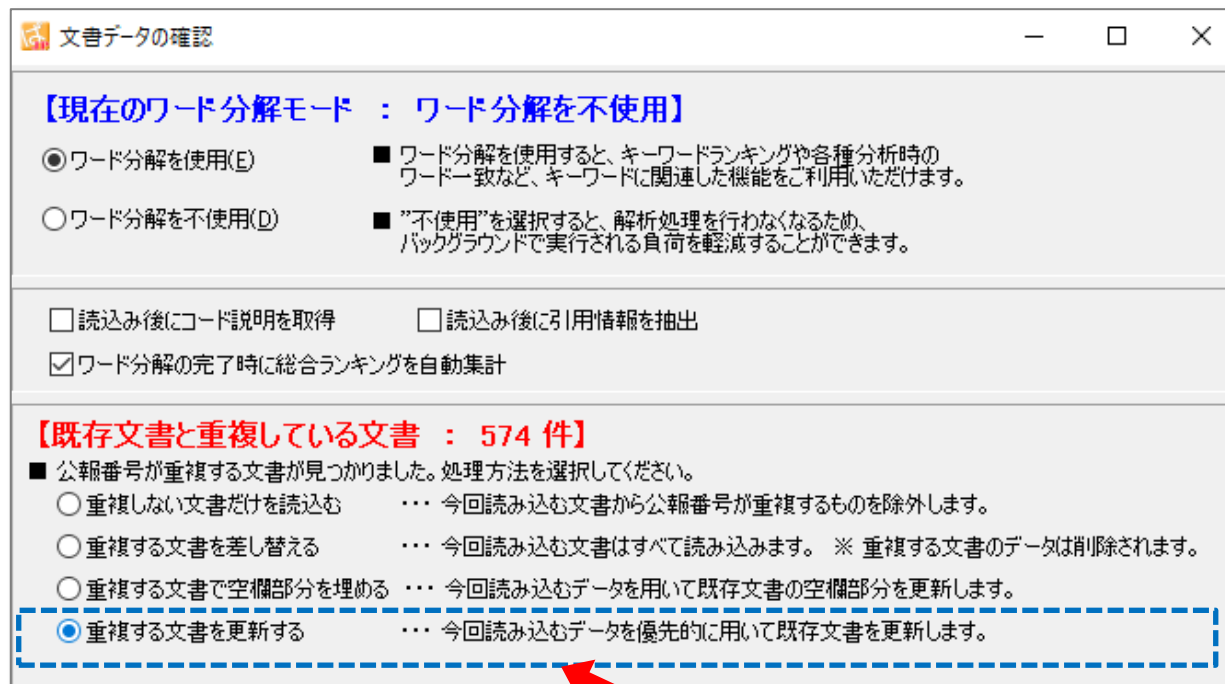 文書データの確認
【現在のワード分解モード : ワード分解を不使用】
ワード分解を使用(E) ■ ワード分解を使用すると、キーワードランキングや各種分析時の
ワード一致など、キーワードに関連した機能をご利用いただけます。
ワード分解を不使用(D) ■ ”不使用”を選択すると、解析処理を行わなくなるため、
バックグラウンドで実行される負荷を軽減することができます。
読込み後にコード説明を取得 読込み後に引用情報を抽出
ワード分解の完了時に総合ランキングを自動集計
【既存文書と重複している文書 : 574 件】
■ 公報番号が重複する文書が見つかりました。処理方法を選択してください。
重複しない文書だけを読込む ・・・ 今回読み込む文書から公報番号が重複するものを除外します。
重複する文書を差し替える ・・・ 今回読み込む文書はすべて読み込みます。 ※ 重複する文書のデータは削除されます。
重複する文書で空欄部分を埋める ・・・ 今回読み込むデータを用いて既存文書の空欄部分を更新します。
重複する文書を更新する ・・・ 今回読み込むデータを優先的に用いて既存文書を更新します。